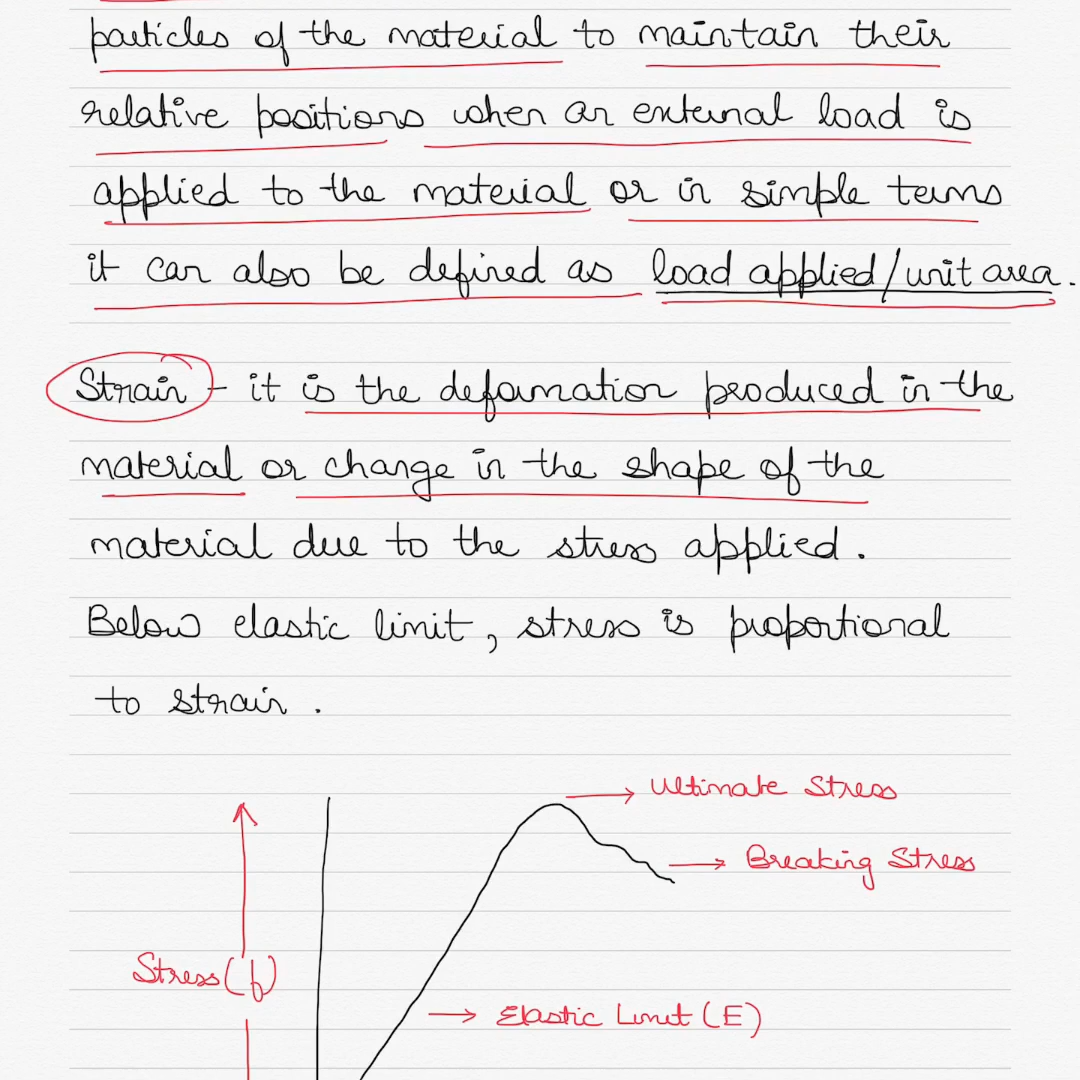 particles of the material to maintain their
relative positions when an external load is
applied to the material or in simple terms
it can also be defined as load applied/unit area.
Strain - it is the deformation produced in the
material or change in the shape of the
material due to the stress applied.
Below elastic limit, stress is proportional
to strain.
Ultimate Stress
Breaking Stress
Stress (f)
Elastic Limit (E)